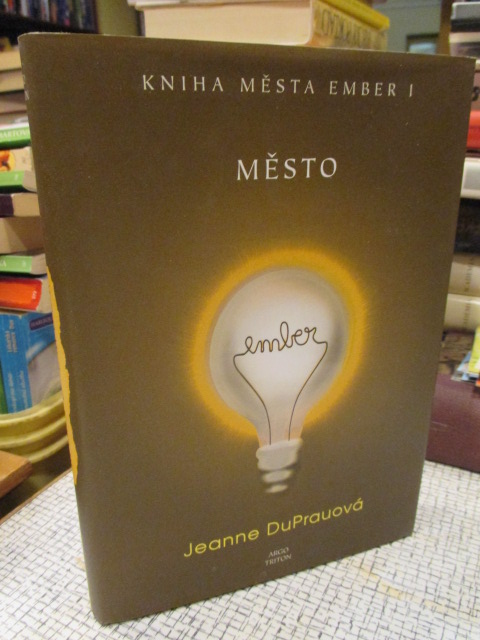 KNIHA MĚSTA EMBER I
MĚSTO
ember
Jeanne DuPrauová
ARGO
TRITON